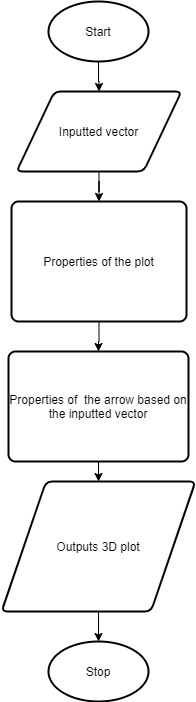 Start
Inputted vector
Properties of the plot
Properties of  the arrow based on
the inputted vector
Outputs 3D plot
Stop